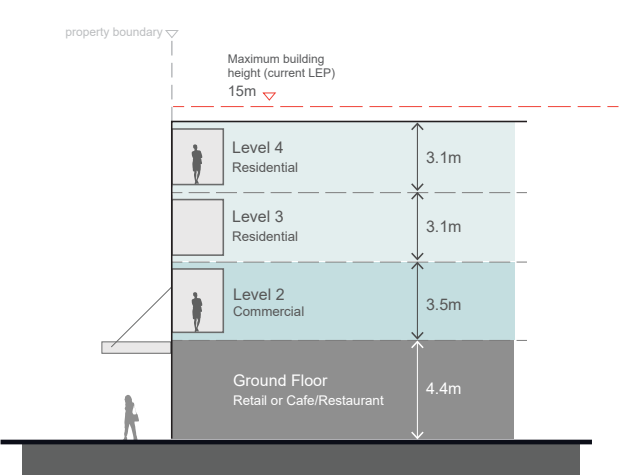 property boundary
Maximum building
height (current LEP)
15m
Level 4
Residential
3.1m
Level 3
Residential
3.1m
Level 2
Commercial
3.5m
Ground Floor
Retail or Cafe/Restaurant
4.4m